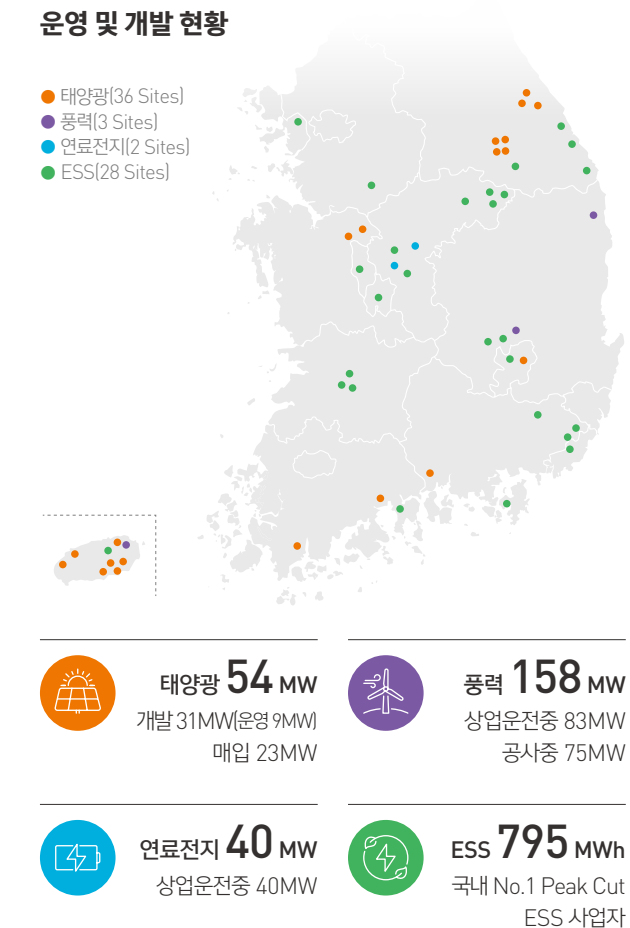 운영 및 개발 현황
태양광(36 Sites)
풍력(3 Sites)
연료전지(2 Sites)
ESS(28 Sites)
태양광 54 MW
개발 31MW(운영 9MW)
매입 23MW
풍력 158 MW
상업운전중 83MW
공사중 75MW
연료전지 40 MW
상업운전중 40MW
ESS 795 MWh
국내 No.1 Peak Cut
ESS 사업자